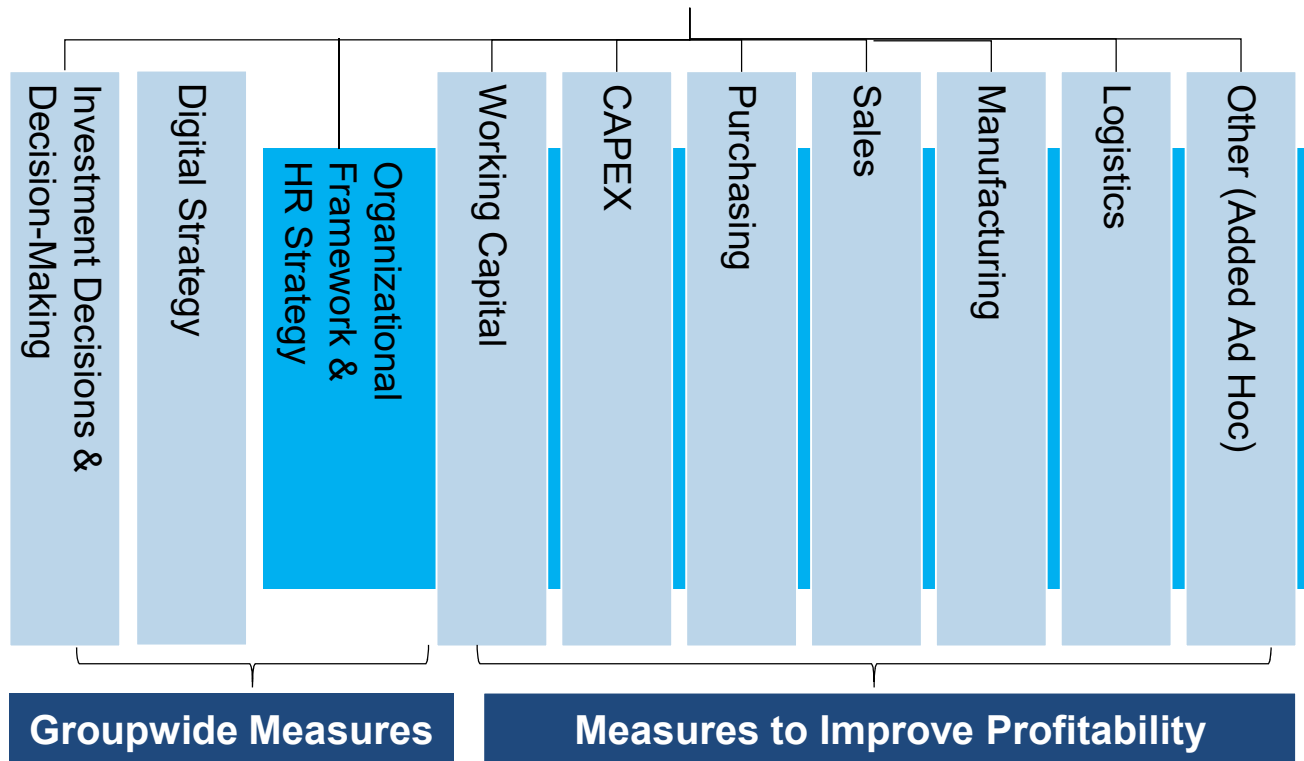 Investment Decisions &
Decision-Making
Digital Strategy
Organizational
Framework &
HR Strategy
Working Capital
CAPEX
Purchasing
Sales
Manufacturing
Logistics
Other (Added Ad Hoc)
Groupwide Measures
Measures to Improve Profitability